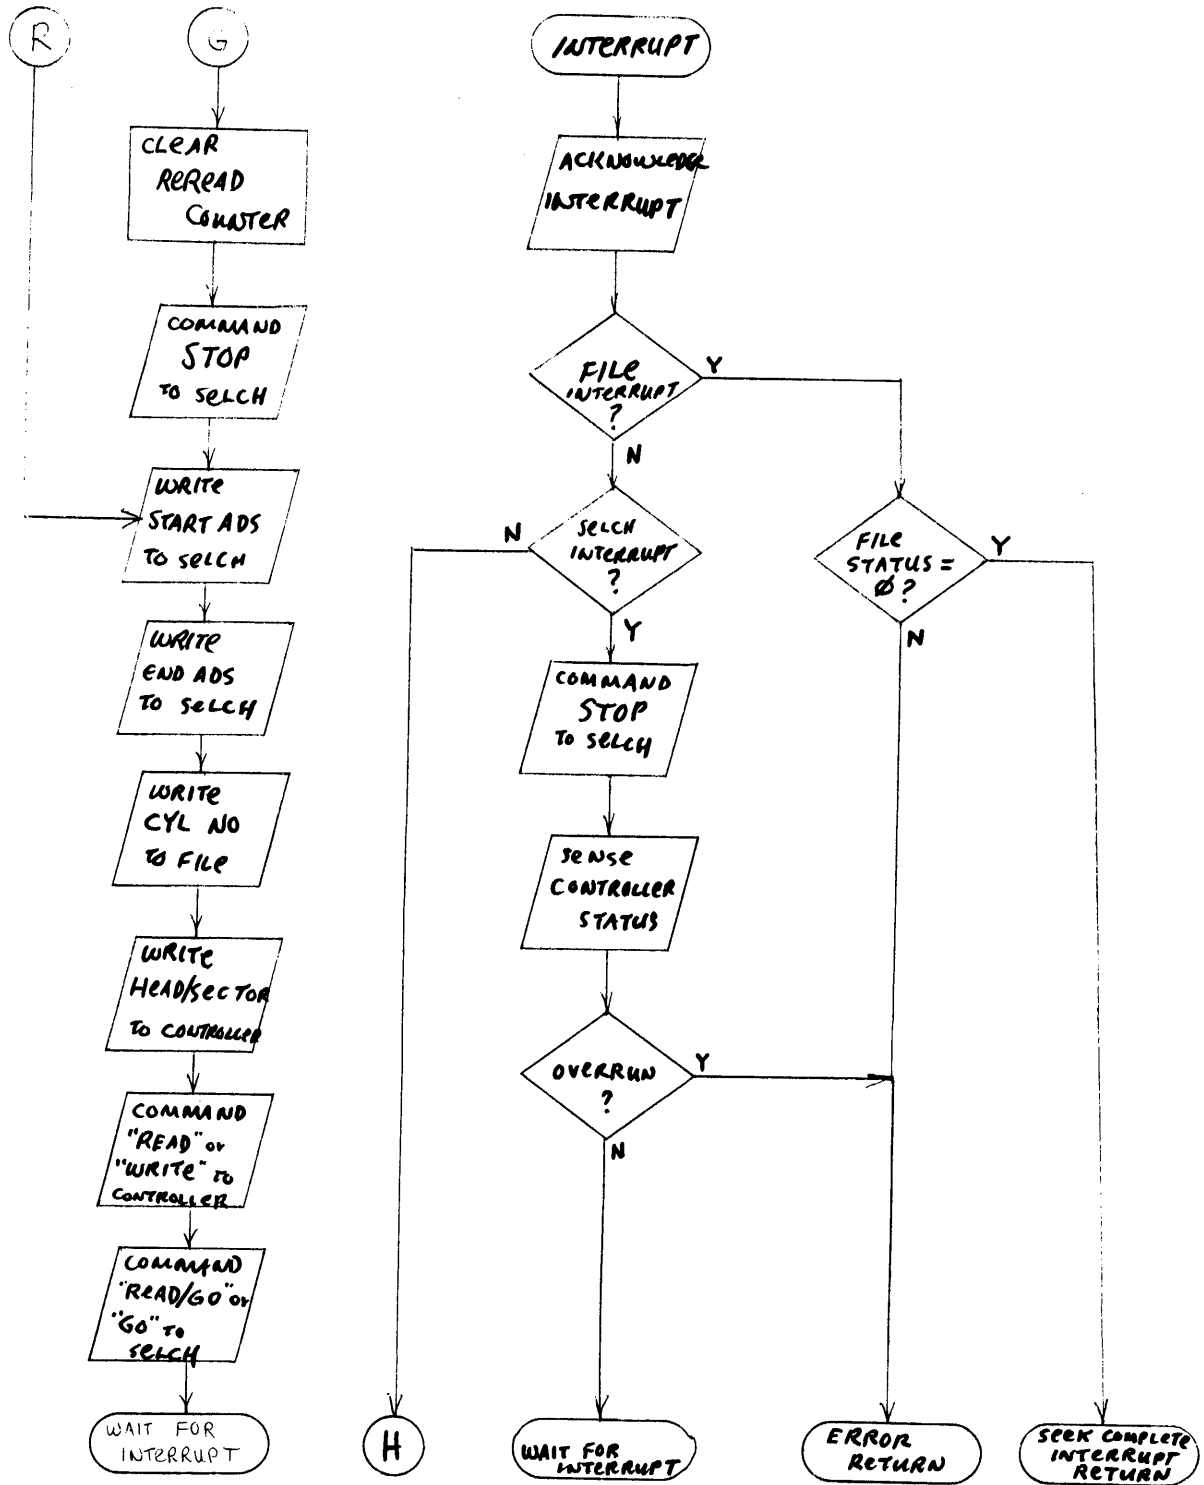 R
G
CLEAR
REREAD
COUNTER
COMMAND
STOP
TO SELCH
WRITE
START ADS
TO SELCH
WRITE
END ADS
TO SELCH
WRITE
CYL NO
TO FILE
WRITE
HEAD/SECTOR
TO CONTROLLER
COMMAND
"READ" or
"WRITE" to
CONTROLLER
COMMAND
"READ/GO" or
"GO" to
SELCH
WAIT FOR
INTERRUPT
INTERRUPT
ACKNOWLEDGE
INTERRUPT
FILE
INTERRUPT
?
Y
N
SELCH
INTERRUPT
?
N
Y
H
COMMAND
STOP
TO SELCH
SENSE
CONTROLLER
STATUS
OVERRUN
?
Y
N
WAIT FOR
INTERRUPT
FILE
STATUS =
Ø?
Y
N
ERROR
RETURN
SEEK COMPLETE
INTERRUPT
RETURN